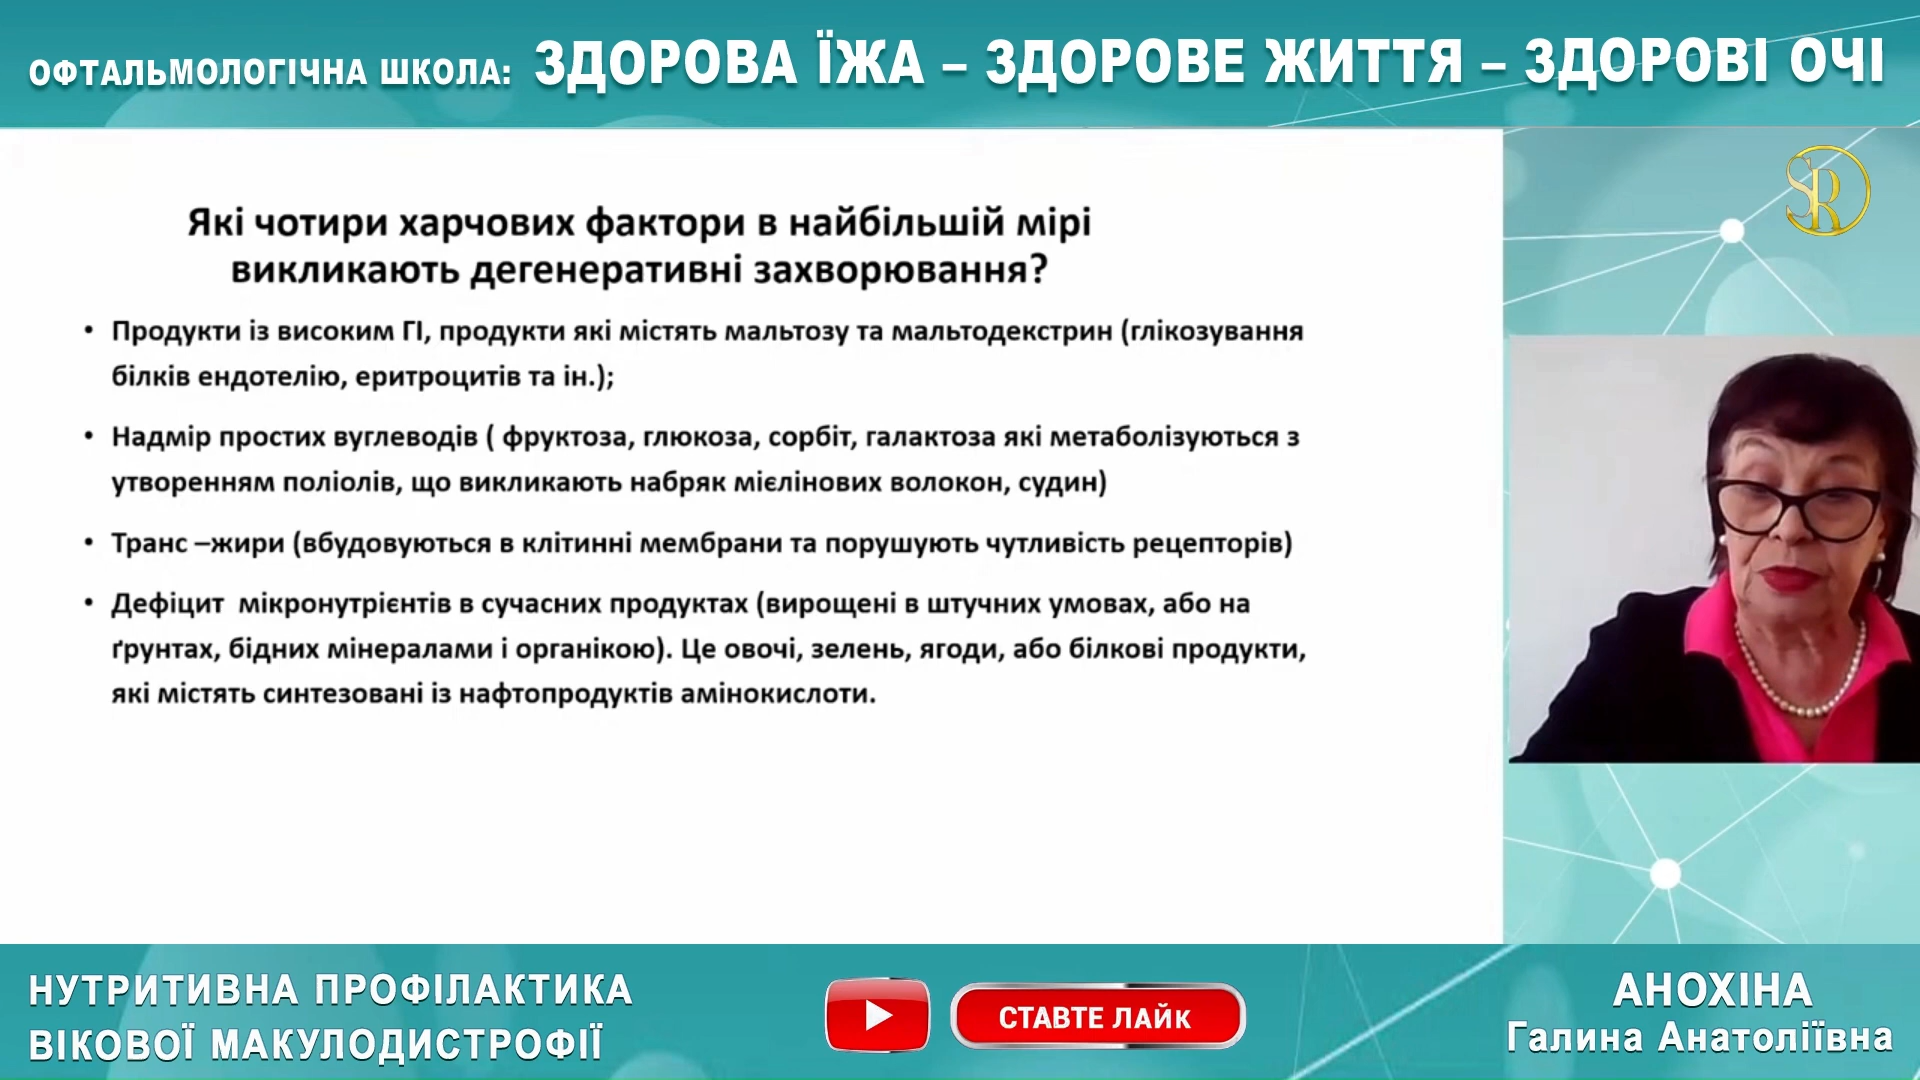 ОФТАЛЬМОЛОГІЧНА ШКОЛА: ЗДОРОВА ЇЖА – ЗДОРОВЕ ЖИТТЯ – ЗДОРОВІ ОЧІ
SR
Які чотири харчових фактори в найбільшій мірі
викликають дегенеративні захворювання?
• Продукти із високим ГІ, продукти які містять мальтозу та мальтодекстрин (глікозування
білків ендотелію, еритроцитів та ін.);
• Надмір простих вуглеводів ( фруктоза, глюкоза, сорбіт, галактоза які метаболізуються з
утворенням поліолів, що викликають набряк мієлінових волокон, судин)
• Транс –жири (вбудовуються в клітинні мембрани та порушують чутливість рецепторів)
• Дефіцит мікронутрієнтів в сучасних продуктах (вирощені в штучних умовах, або на
ґрунтах, бідних мінералами і органікою). Це овочі, зелень, ягоди, або білкові продукти,
які містять синтезовані із нафтопродуктів амінокислоти.
НУТРИТИВНА ПРОФІЛАКТИКА
ВІКОВОЇ МАКУЛОДИСТРОФІЇ
СТАВТЕ ЛАЙК
АНОХІНА
Галина Анатоліївна